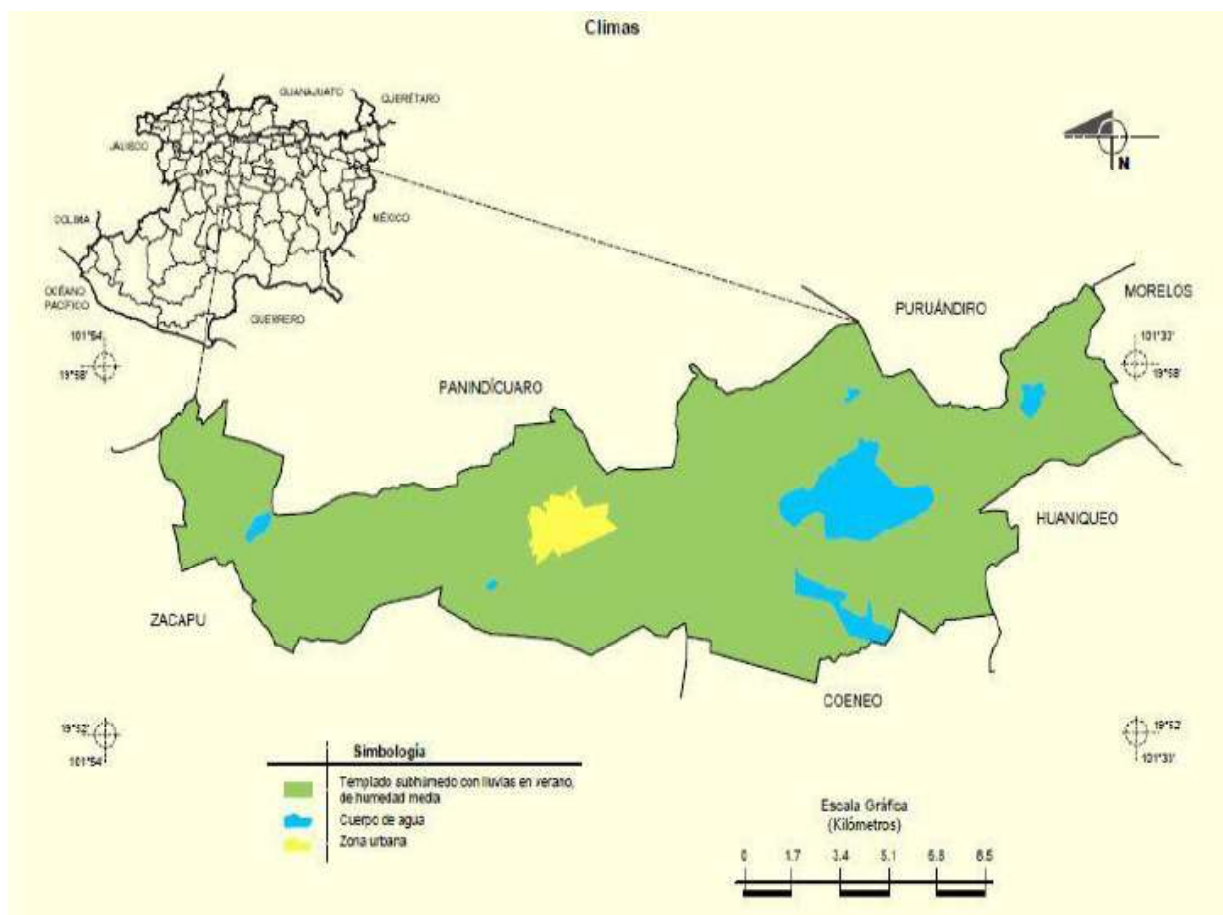 Climas
GUANAJUATO
QUERÉTARO
JALISCO
COLIMA
MÉXICO
OCÉANO
PACÍFICO
GUERRERO
N
101°54'
19°58'
MORELOS
PURUÁNDIRO
101°33'
19°58'
PANINDÍCUARO
HUANIQUEO
ZACAPU
COENEO
19°52'
101°54'
19°52'
101°33'
Simbología
Templado subhúmedo con lluvias en verano,
de humedad media
Cuerpo de agua
Zona urbana
Escala Gráfica
(Kilómetros)
0 1.7 3.4 5.1 6.8 8.5